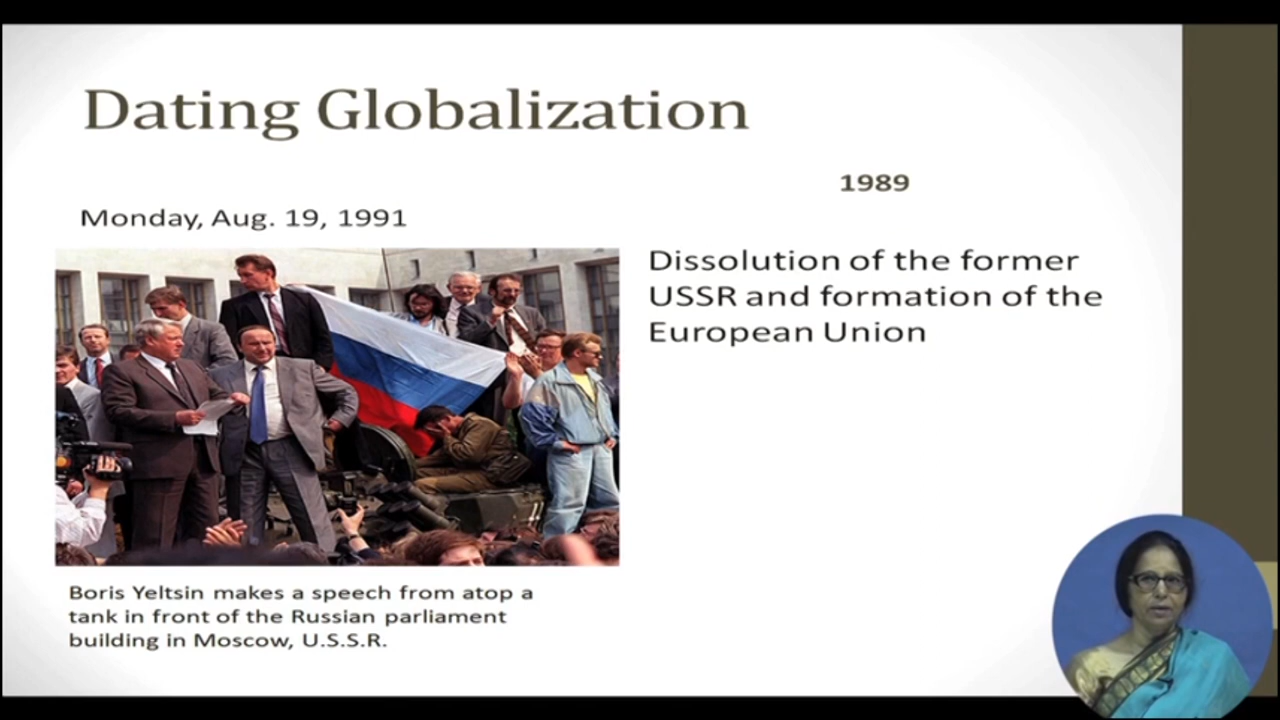 Dating Globalization
1989
Monday, Aug. 19, 1991
Dissolution of the former
USSR and formation of the
European Union
Boris Yeltsin makes a speech from atop a
tank in front of the Russian parliament
building in Moscow, U.S.S.R.